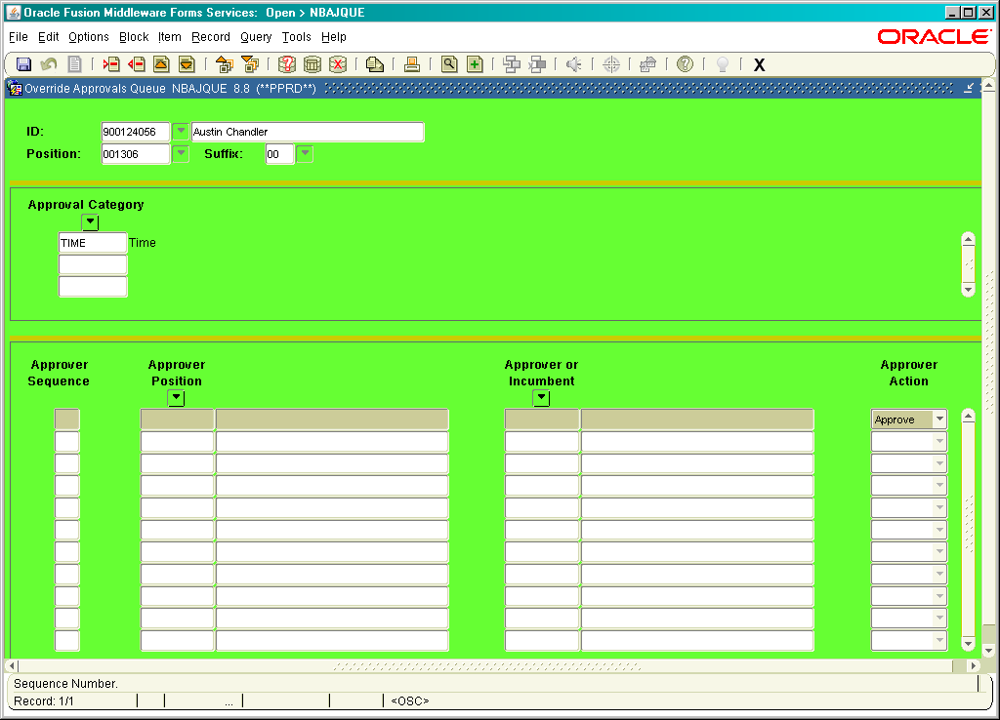 Oracle Fusion Middleware Forms Services: Open > NBAJQUE
File Edit Options Block Item Record Query Tools Help
ORACLE
X
Override Approvals Queue NBAJQUE 8.8 (**PPRD**)
ID: 900124056 Austin Chandler
Position: 001306 Suffix: 00
Approval Category
TIME Time
Approver Sequence
Approver Position
Approver or Incumbent
Approver Action
Approve
Sequence Number.
Record: 1/1 ... <OSC>